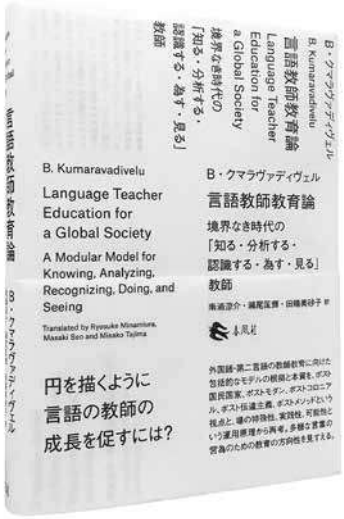 B・クマラヴァディヴェル
B. Kumaravadivelu
言語教師教育論
Language Teacher
Education for
a Global Society
境界なき時代の
「知る・分析する・
認識する・為す・見る」
教師
B. Kumaravadivelu
Language Teacher
Education for
a Global Society
A Modular Model for
Knowing, Analyzing,
Recognizing, Doing, and
Seeing
Translated by Ryosuke Minamiura,
Masaki Seo and Misako Tajima
円を描くように
言語の教師の
成長を促すには?
B・クマラヴァディヴェル
言語教師教育論
境界なき時代の
「知る・分析する・
認識する・為す・見る」
教師
南浦涼介・瀬尾匡輝・田嶋美砂子 訳
春風社
外国語・第二言語の教師教育に向けた
包括的なモデルの根拠と本質を、ポスト
国民国家、ポストモダン、ポストコロニア
ル、ポスト伝達主義、ポストメソッドという
視点と、場の特殊性、実践性、可能性と
いう運用原理から再考。多様な言葉の
営為のための教育の方向性を見すえる。
言語教師教育論
B・クマラヴァディヴェル